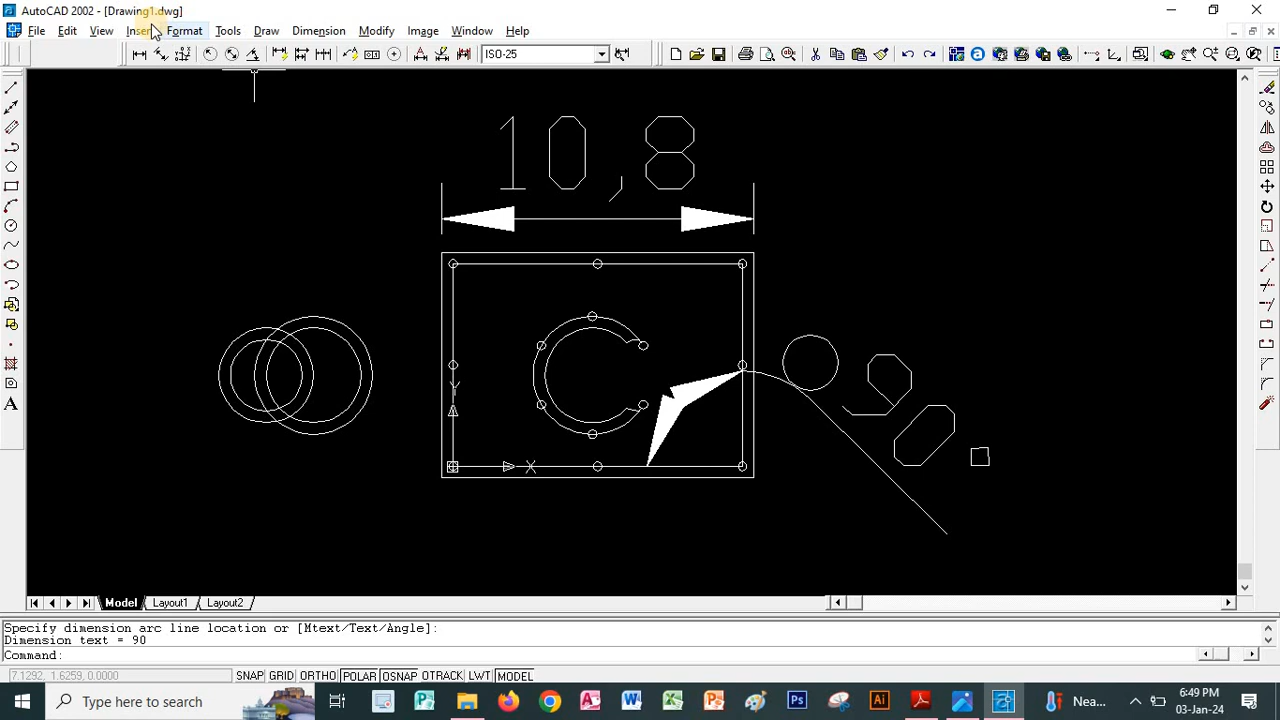 AutoCAD 2002 - [Drawing1.dwg]
File Edit View Insert Format Tools Draw Dimension Modify Image Window Help
ISO-25
10,8
90°
Y
X
Model Layout1 Layout2
Specify dimension arc line location or [Mtext/Text/Angle]:
Dimension text = 90
Command:
7.1292, 1.6259, 0.0000 SNAP GRID ORTHO POLAR OSNAP OTRACK LWT MODEL
Type here to search
Nea...
6:49 PM
03-Jan-24